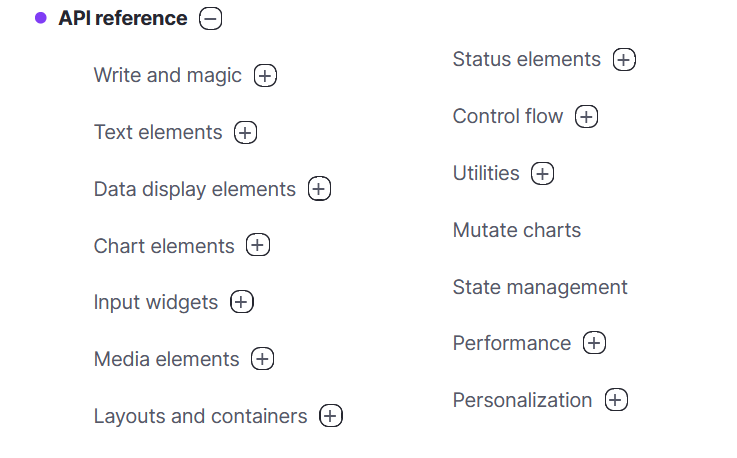 API reference
Write and magic
Text elements
Data display elements
Chart elements
Input widgets
Media elements
Layouts and containers
Status elements
Control flow
Utilities
Mutate charts
State management
Performance
Personalization